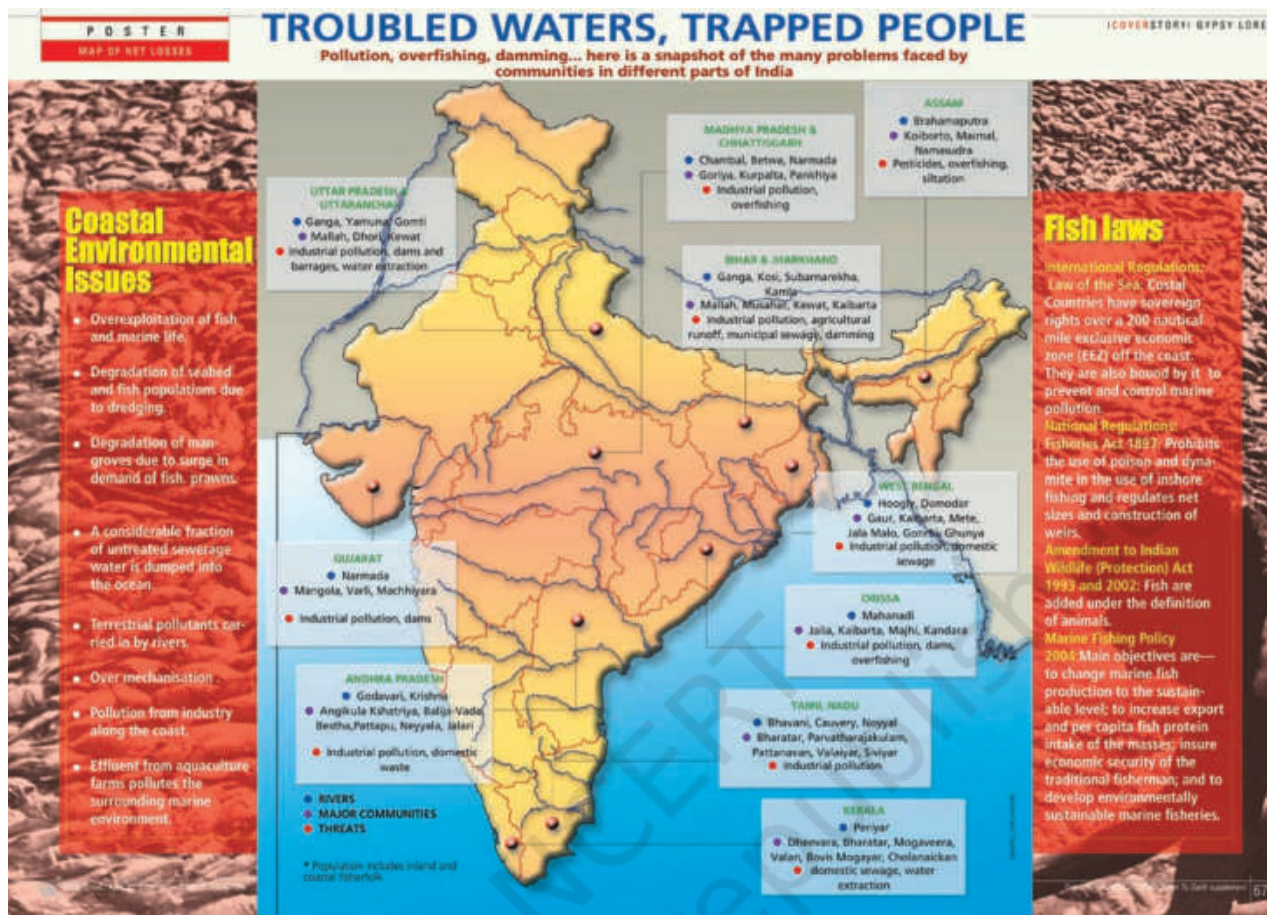 POSTER
MAP OF NET LOSSES
TROUBLED WATERS, TRAPPED PEOPLE
|COVERSTORY| GYPSY LORE
Pollution, overfishing, damming... here is a snapshot of the many problems faced by
communities in different parts of India
Coastal
Environmental
Issues
Overexploitation of fish
and marine life.
Degradation of seabed
and fish populations due
to dredging.
Degradation of man-
groves due to surge in
demand of fish, prawns.
A considerable fraction
of untreated sewerage
water is dumped into
the ocean
Terrestrial pollutants car-
ried in by rivers.
Over mechanisation
Pollution from industry
along the coast.
Effluent from aquaculture
farms pollutes the
surrounding marine
environment.
UTTAR PRADESH &
UTTARANCHAL
Ganga, Yamuna, Gomti
Mallah, Dhori, Kewat
Industrial pollution, dams and
barrages, water extraction
MADHYA PRADESH &
CHHATTISGARH
Chambal, Betwa, Narmada
Goriya, Kurpalta, Pankhiya
Industrial pollution,
overfishing
ASSAM
Brahamaputra
Koiborto, Maimal,
Namasudra
Pesticides, overfishing,
siltation
BIHAR & JHARKHAND
Ganga, Kosi, Subarnarekha,
Kamla
Mallah, Musahar, Kewat, Kaibarta
Industrial pollution, agricultural
runoff, municipal sewage, damming
WEST BENGAL
Hoogly, Damodar
Gaur, Kaibarta, Mete,
Jala Malo, Ghunya
Industrial pollution, domestic
sewage
GUJARAT
Narmada
Mangola, Varli, Machhiyara
Industrial pollution, dams
ORISSA
Mahanadi
Jaila, Kaibarta, Majhi, Kandara
Industrial pollution, dams,
overfishing
ANDHRA PRADESH
Godavari, Krishna
Angikula Kshatriya, Balija-Vada,
Bestha,Pattapu, Neyyala, Jalari
Industrial pollution, domestic
waste
TAMIL NADU
Bhavani, Cauvery, Noyyal
Bharatar, Parvatharajakulam,
Pattanavan, Valaiyar, Siviyar
Industrial pollution
KERALA
Periyar
Dheevara, Bharatar, Mogaveera,
Valan, Bovis Mogayar, Cholanaickan
domestic sewage, water
extraction
RIVERS
MAJOR COMMUNITIES
THREATS
* Population includes inland and
coastal fisherfolk
Fish laws
International Regulations:
Law of the Sea: Costal
Countries have sovereign
rights over a 200 nautical
mile exclusive economic
zone (EEZ) off the coast.
They are also bound by it to
prevent and control marine
pollution.
National Regulations:
Fisheries Act 1897: Prohibits
the use of poison and dyna-
mite in the use of inshore
fishing and regulates net
sizes and construction of
weirs.
Amendment to Indian
Wildlife (Protection) Act
1993 and 2002: Fish are
added under the definition
of animals.
Marine Fishing Policy
2004:Main objectives are—
to change marine fish
production to the sustain-
able level; to increase export
and per capita fish protein
intake of the masses; insure
economic security of the
traditional fisherman; and to
develop environmentally
sustainable marine fisheries.
To Earth supplement
67
NCERT